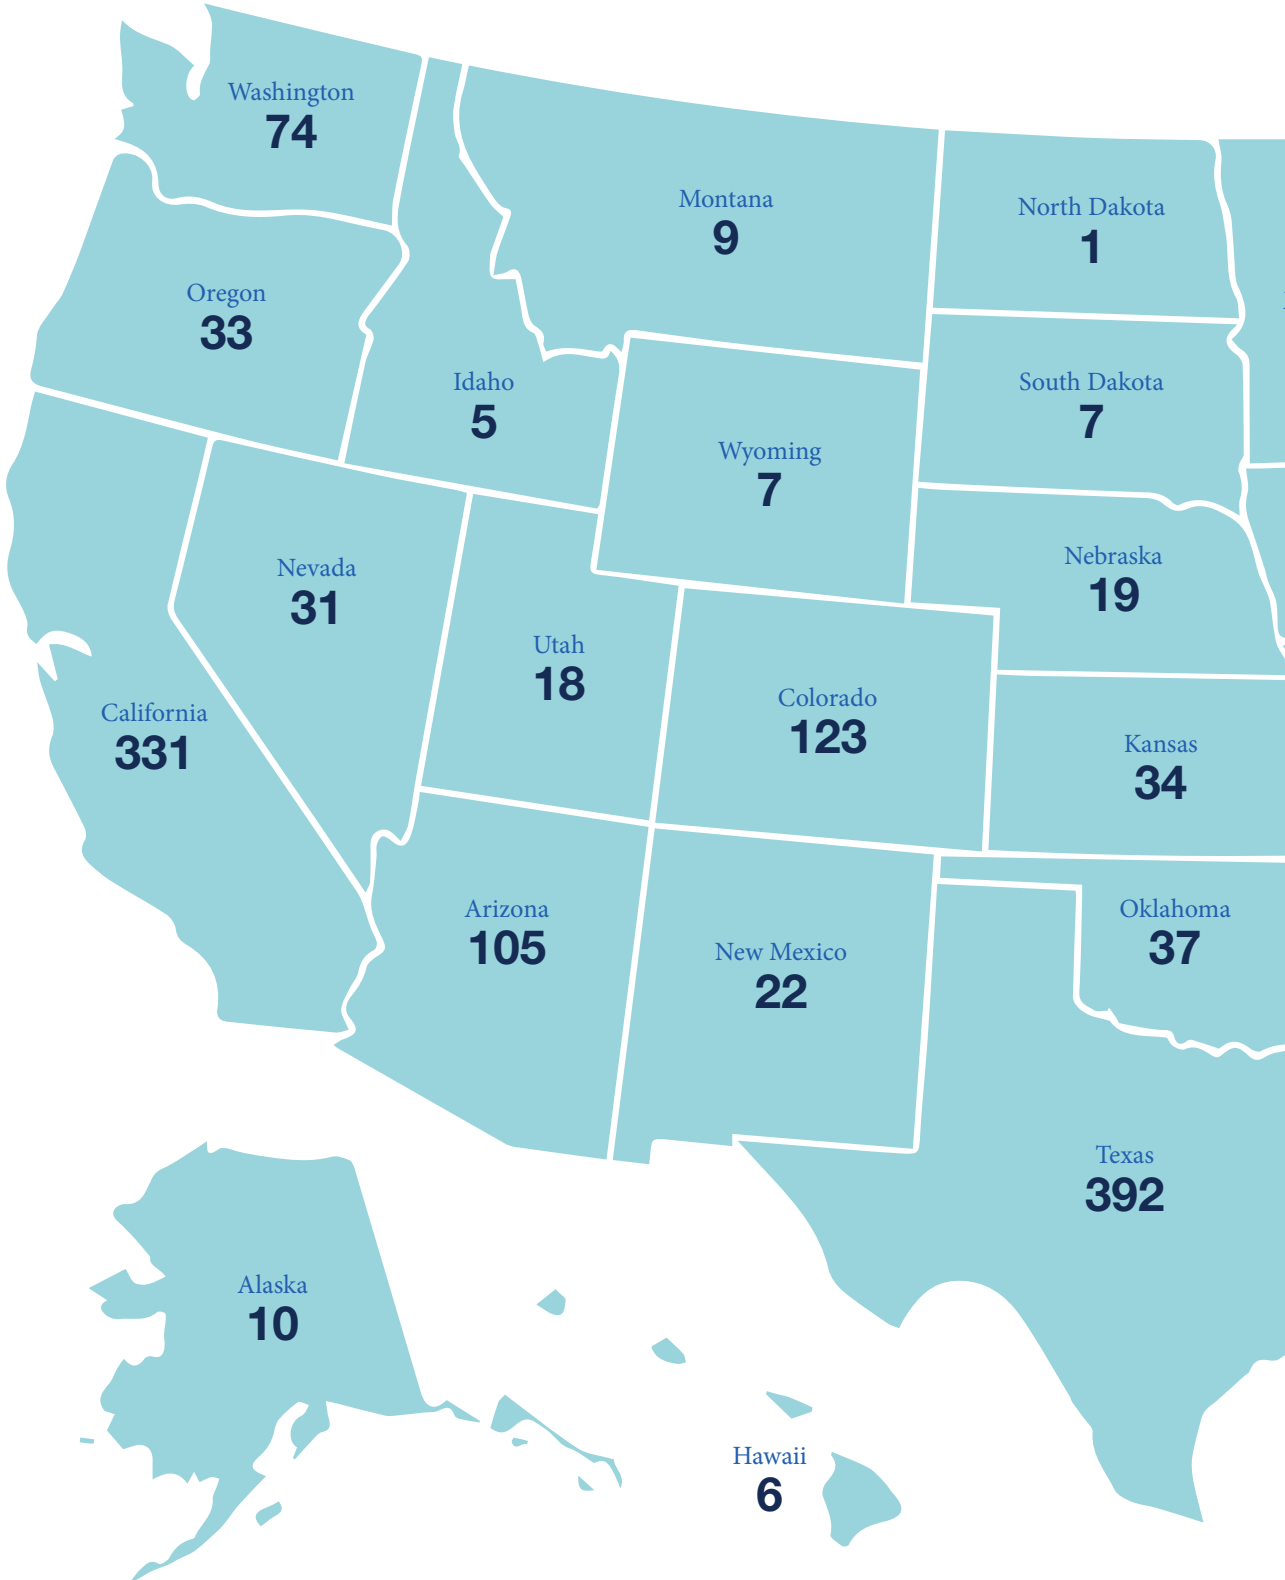 Washington
74
Montana
9
North Dakota
1
Oregon
33
Idaho
5
South Dakota
7
Wyoming
7
Nevada
31
Nebraska
19
Utah
18
California
331
Colorado
123
Kansas
34
Arizona
105
New Mexico
22
Oklahoma
37
Texas
392
Alaska
10
Hawaii
6